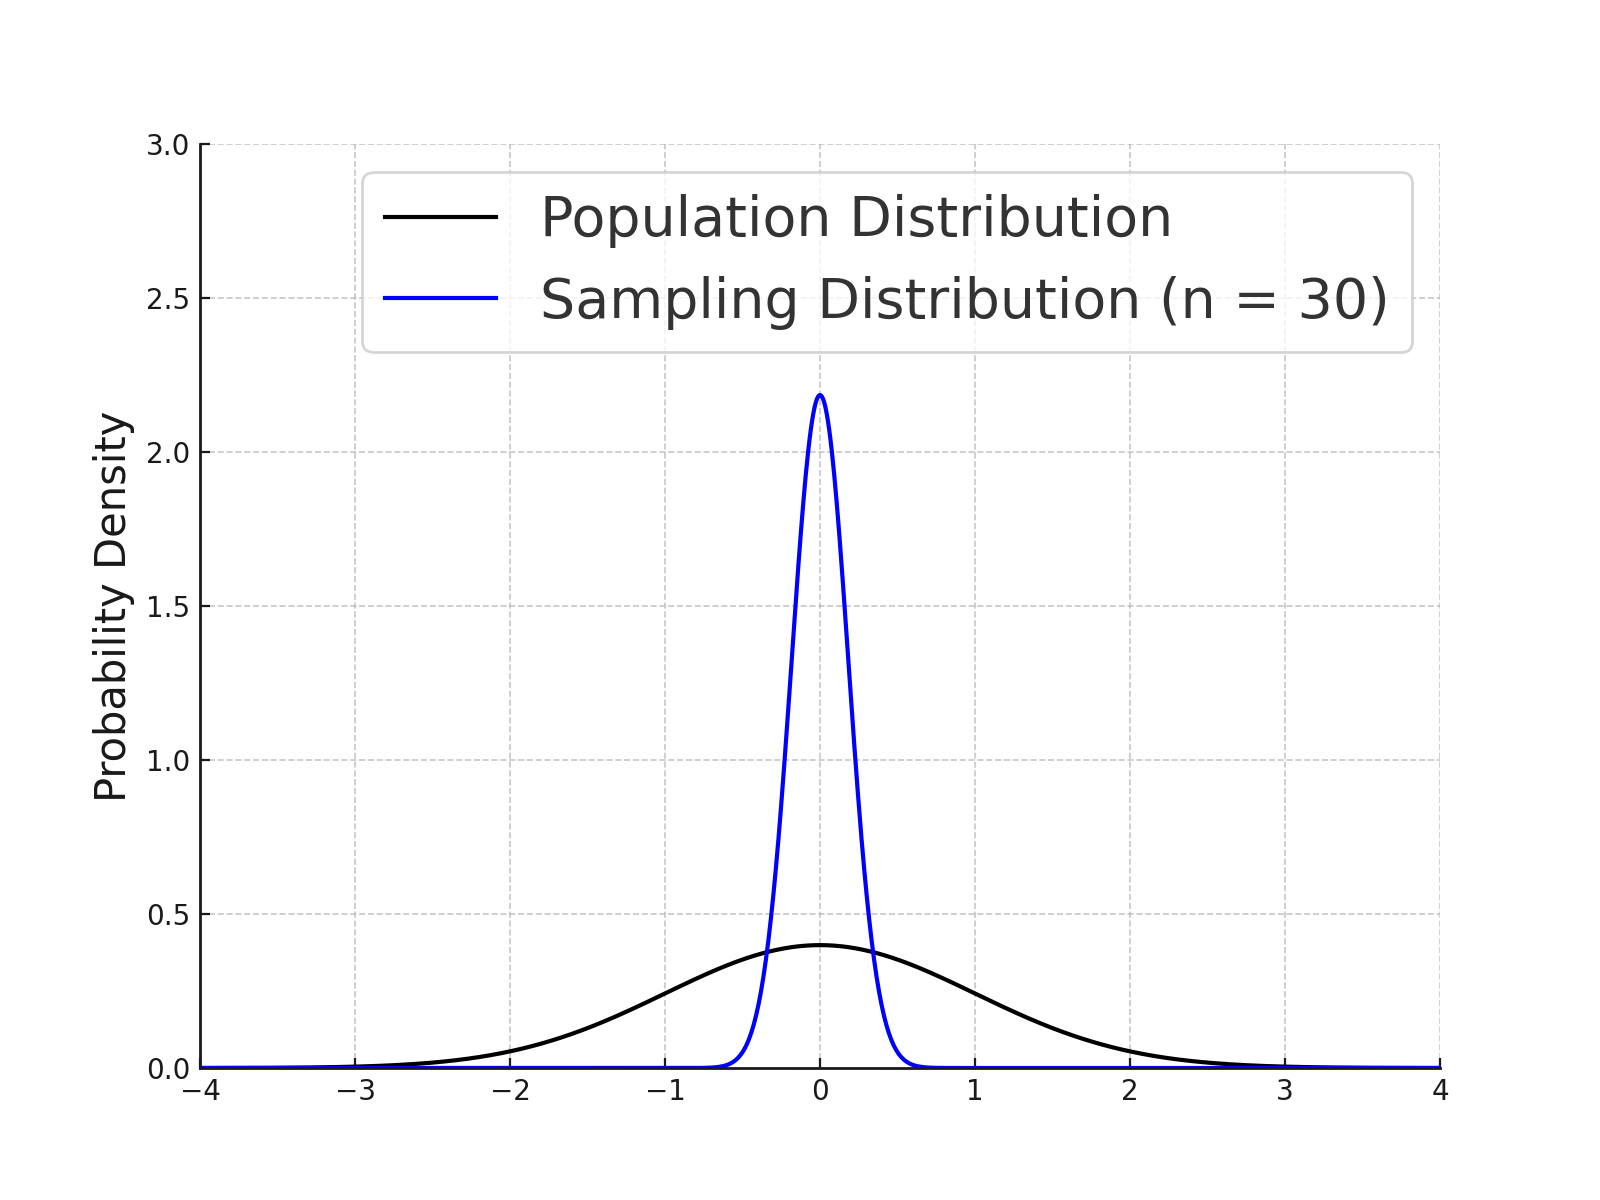 3.0
2.5
2.0
1.5
1.0
0.5
0.0
Probability Density
Population Distribution
Sampling Distribution (n = 30)
−4 −3 −2 −1 0 1 2 3 4